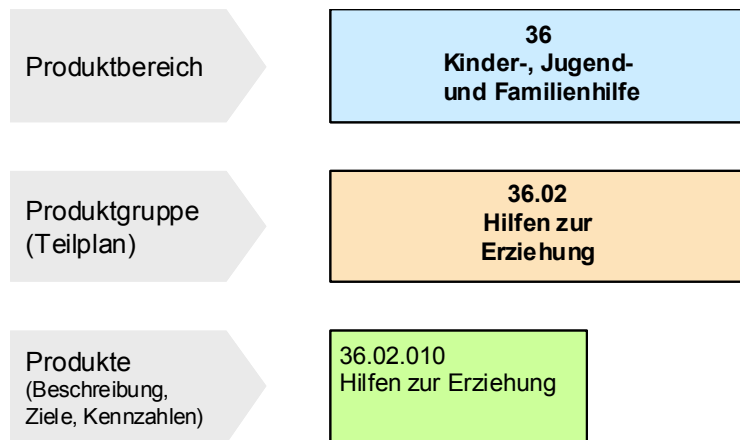 Produktbereich
36
Kinder-, Jugend-
und Familienhilfe
Produktgruppe
(Teilplan)
36.02
Hilfen zur
Erziehung
Produkte
(Beschreibung,
Ziele, Kennzahlen)
36.02.010
Hilfen zur Erziehung